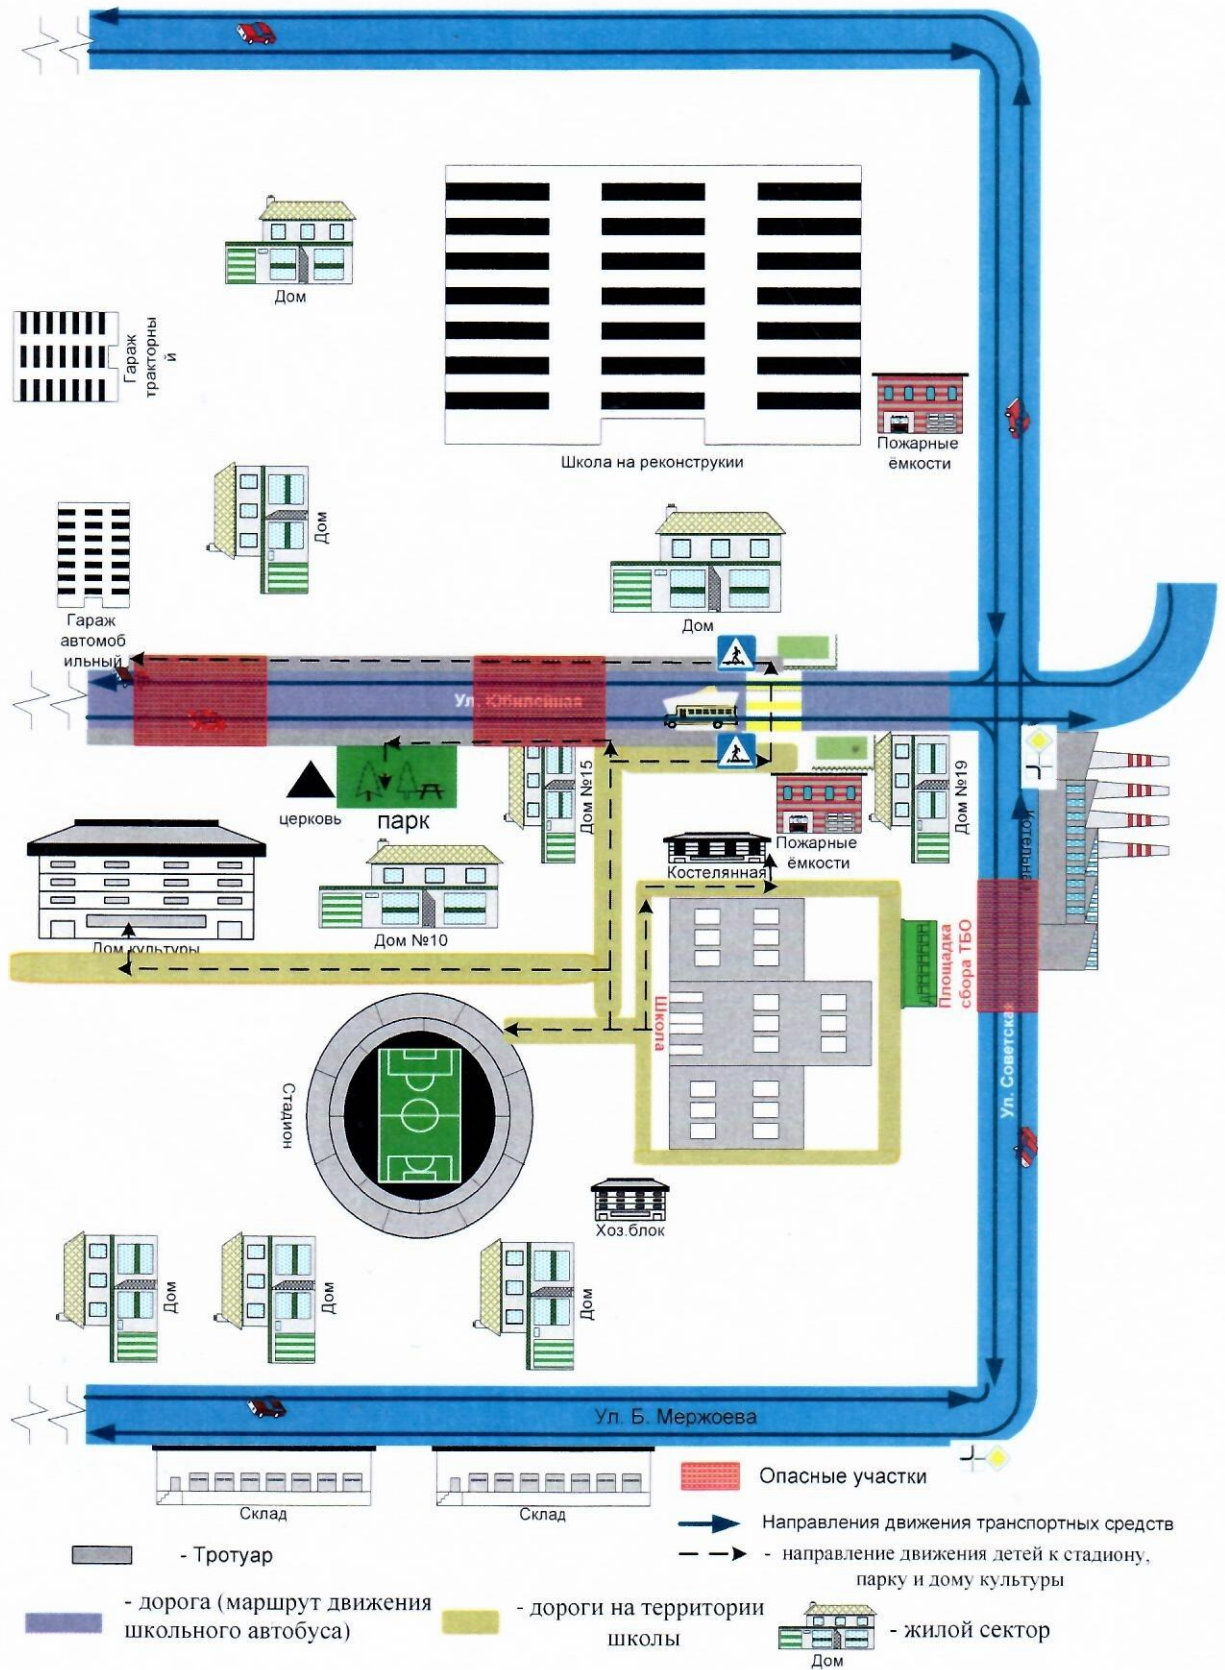 Дом
Гараж
тракторны
й
Школа на реконструкии
Пожарные
ёмкости
Дом
Гараж
автомоб
ильный
Дом
Ул. Юбилейная
церковь
парк
Дом №15
Дом №19
Пожарные
ёмкости
Костелянная
Котельная
Дом культуры
Дом №10
Школа
Площадка
сбора ТБО
Ул. Советская
Стадион
Хоз.блок
Дом
Дом
Дом
Ул. Б. Мержоева
Склад
Склад
Опасные участки
Направления движения транспортных средств
- Тротуар
- направление движения детей к стадиону,
парку и дому культуры
- дорога (маршрут движения
школьного автобуса)
- дороги на территории
школы
- жилой сектор
Дом